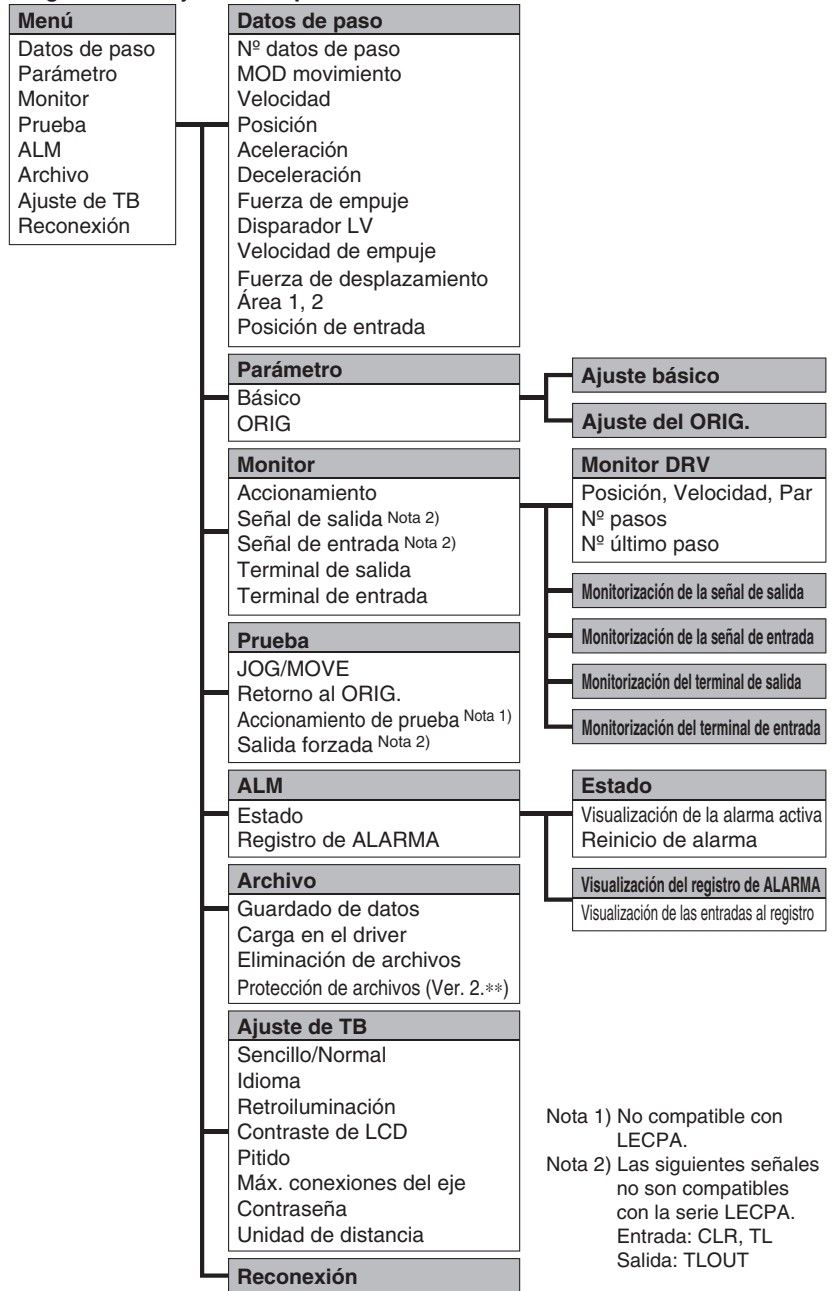 Menú
Datos de paso
Parámetro
Monitor
Prueba
ALM
Archivo
Ajuste de TB
Reconexión
Datos de paso
Nº datos de paso
MOD movimiento
Velocidad
Posición
Aceleración
Deceleración
Fuerza de empuje
Disparador LV
Velocidad de empuje
Fuerza de desplazamiento
Área 1, 2
Posición de entrada
Parámetro
Básico
ORIG
Ajuste básico
Ajuste del ORIG.
Monitor
Accionamiento
Señal de salida Nota 2)
Señal de entrada Nota 2)
Terminal de salida
Terminal de entrada
Monitor DRV
Posición, Velocidad, Par
Nº pasos
Nº último paso
Monitorización de la señal de salida
Monitorización de la señal de entrada
Monitorización del terminal de salida
Monitorización del terminal de entrada
Prueba
JOG/MOVE
Retorno al ORIG.
Accionamiento de prueba Nota 1)
Salida forzada Nota 2)
ALM
Estado
Registro de ALARMA
Estado
Visualización de la alarma activa
Reinicio de alarma
Visualización del registro de ALARMA
Visualización de las entradas al registro
Archivo
Guardado de datos
Carga en el driver
Eliminación de archivos
Protección de archivos (Ver. 2.**)
Ajuste de TB
Sencillo/Normal
Idioma
Retroiluminación
Contraste de LCD
Pitido
Máx. conexiones del eje
Contraseña
Unidad de distancia
Reconexión
Nota 1) No compatible con
LECPA.
Nota 2) Las siguientes señales
no son compatibles
con la serie LECPA.
Entrada: CLR, TL
Salida: TLOUT